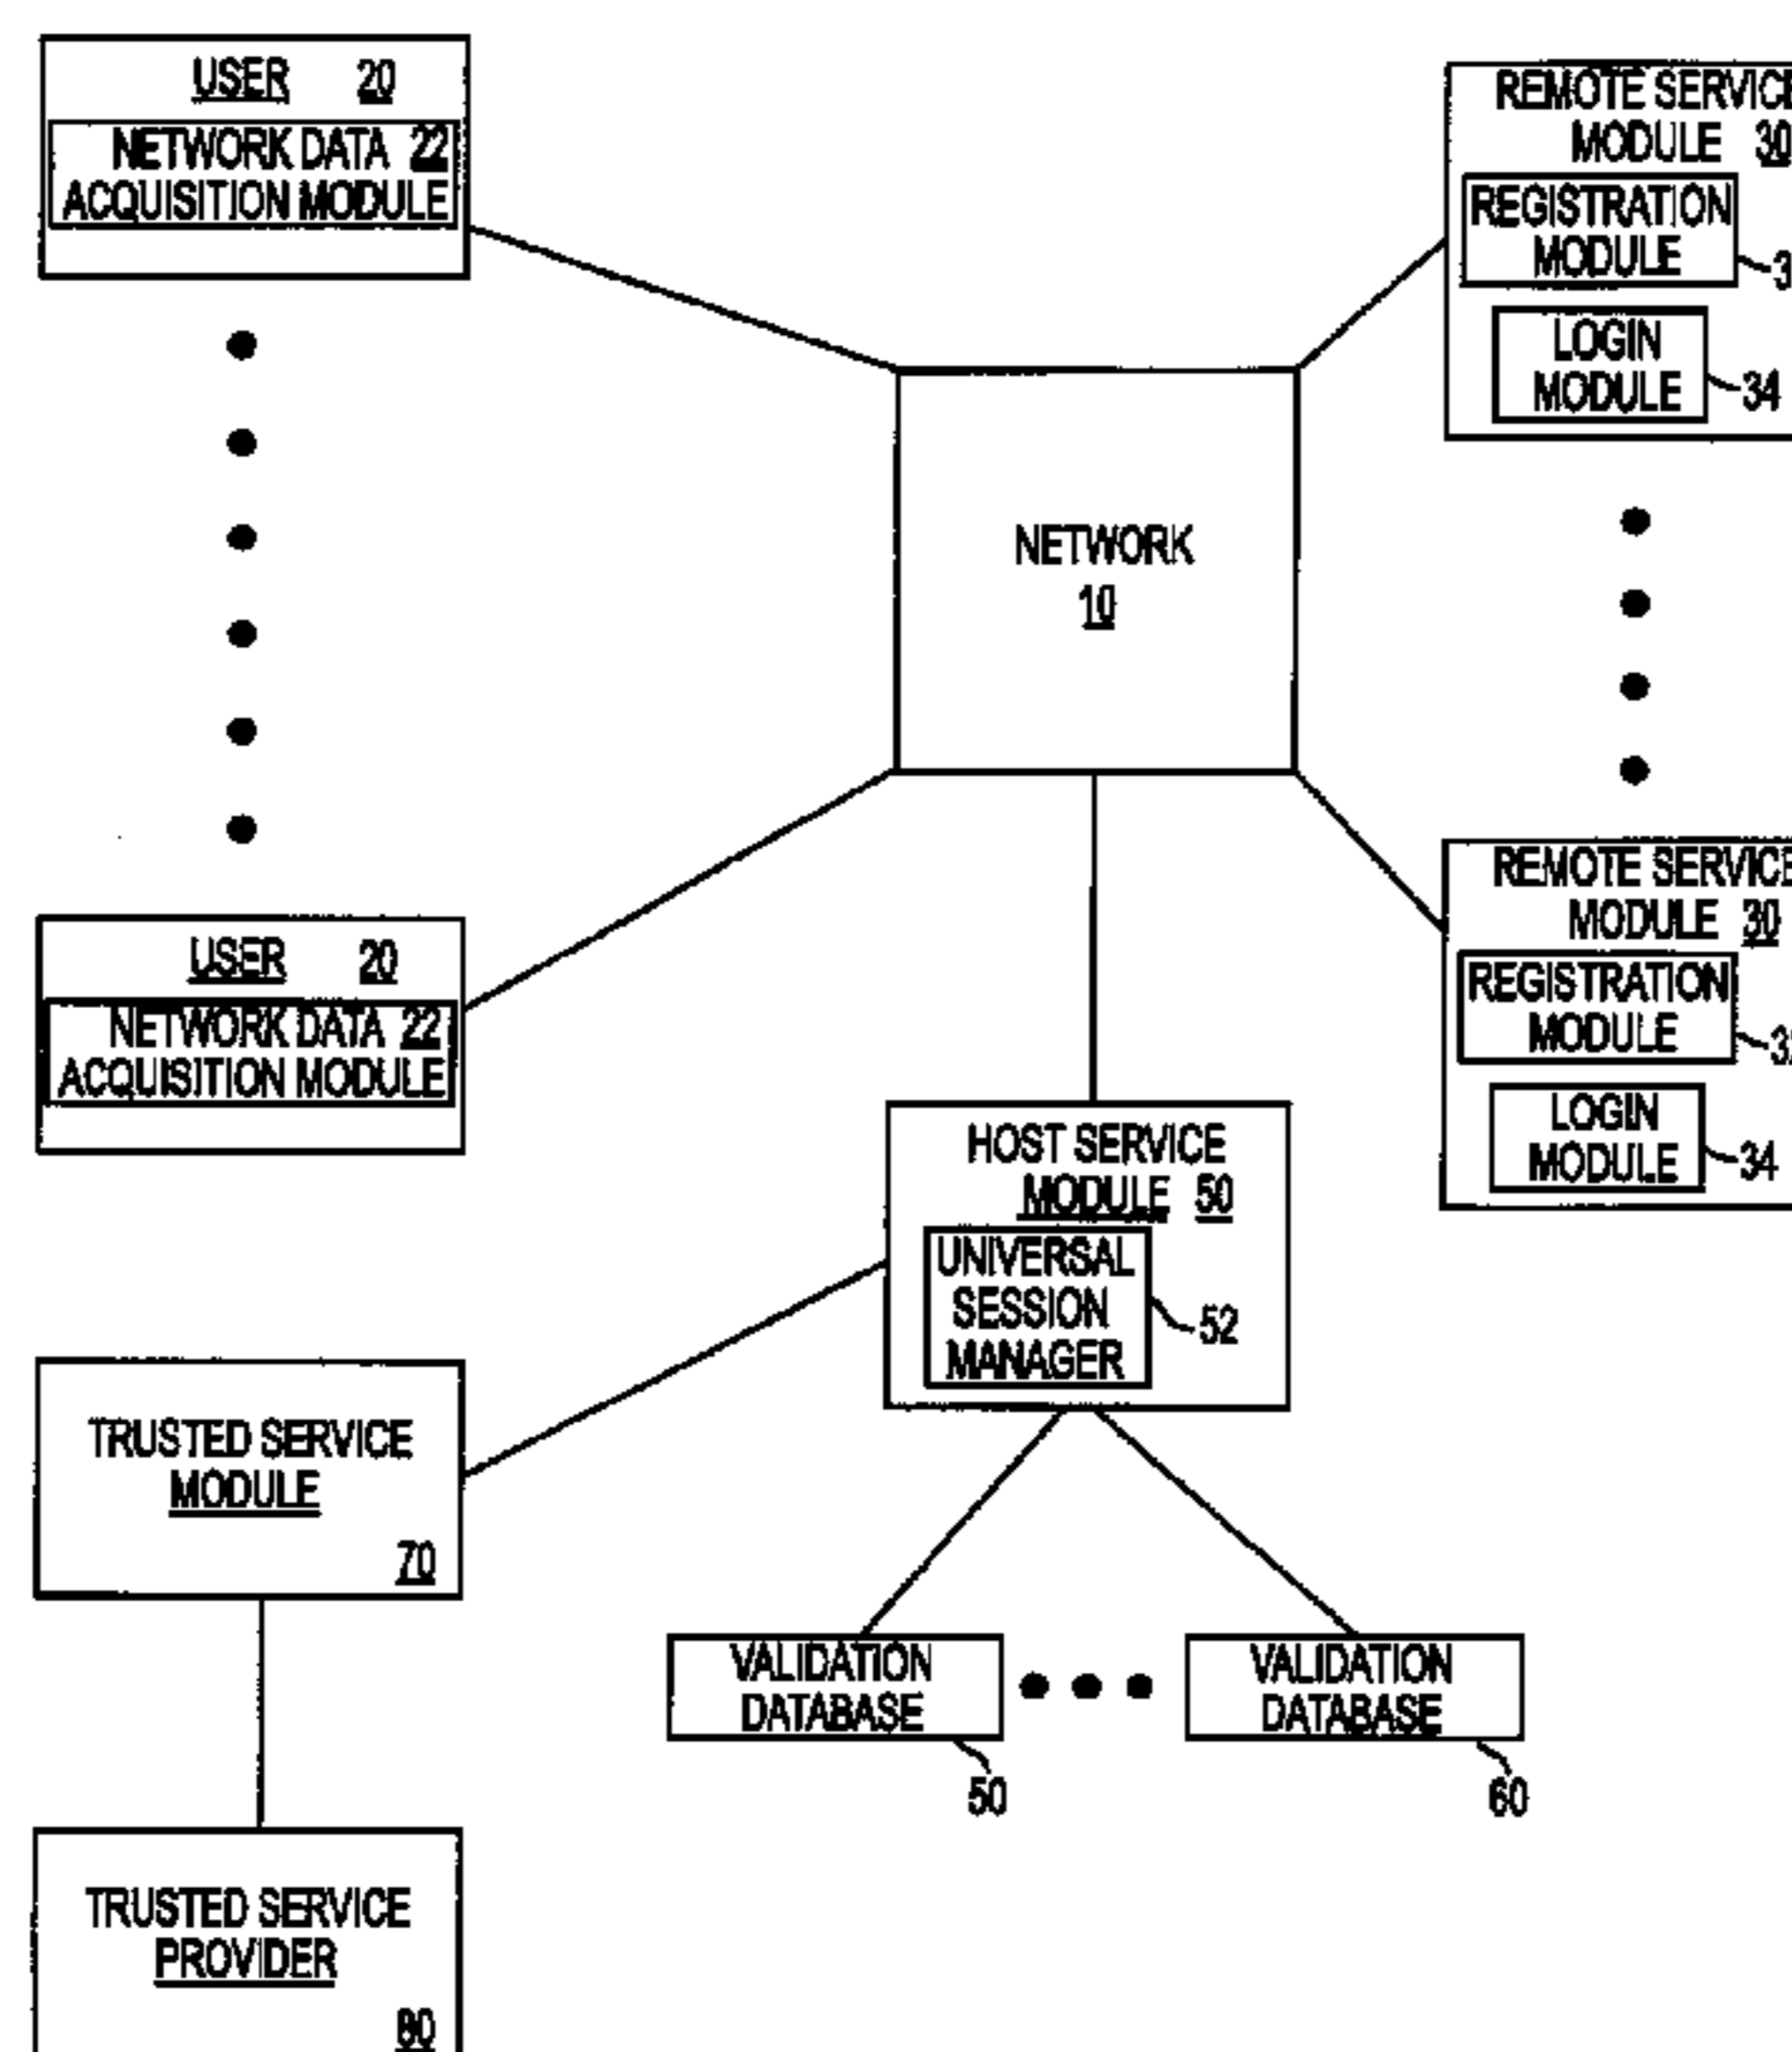 USER 20
NETWORK DATA 22
ACQUISITION MODULE
REMOTE SERVICE
MODULE 30
REGISTRATION
MODULE
LOGIN
MODULE
34
NETWORK
10
USER 20
NETWORK DATA 22
ACQUISITION MODULE
REMOTE SERVICE
MODULE 30
REGISTRATION
MODULE
LOGIN
MODULE
34
HOST SERVICE
MODULE 50
UNIVERSAL
SESSION
MANAGER
52
TRUSTED SERVICE
MODULE
70
VALIDATION
DATABASE
50
VALIDATION
DATABASE
60
TRUSTED SERVICE
PROVIDER
80